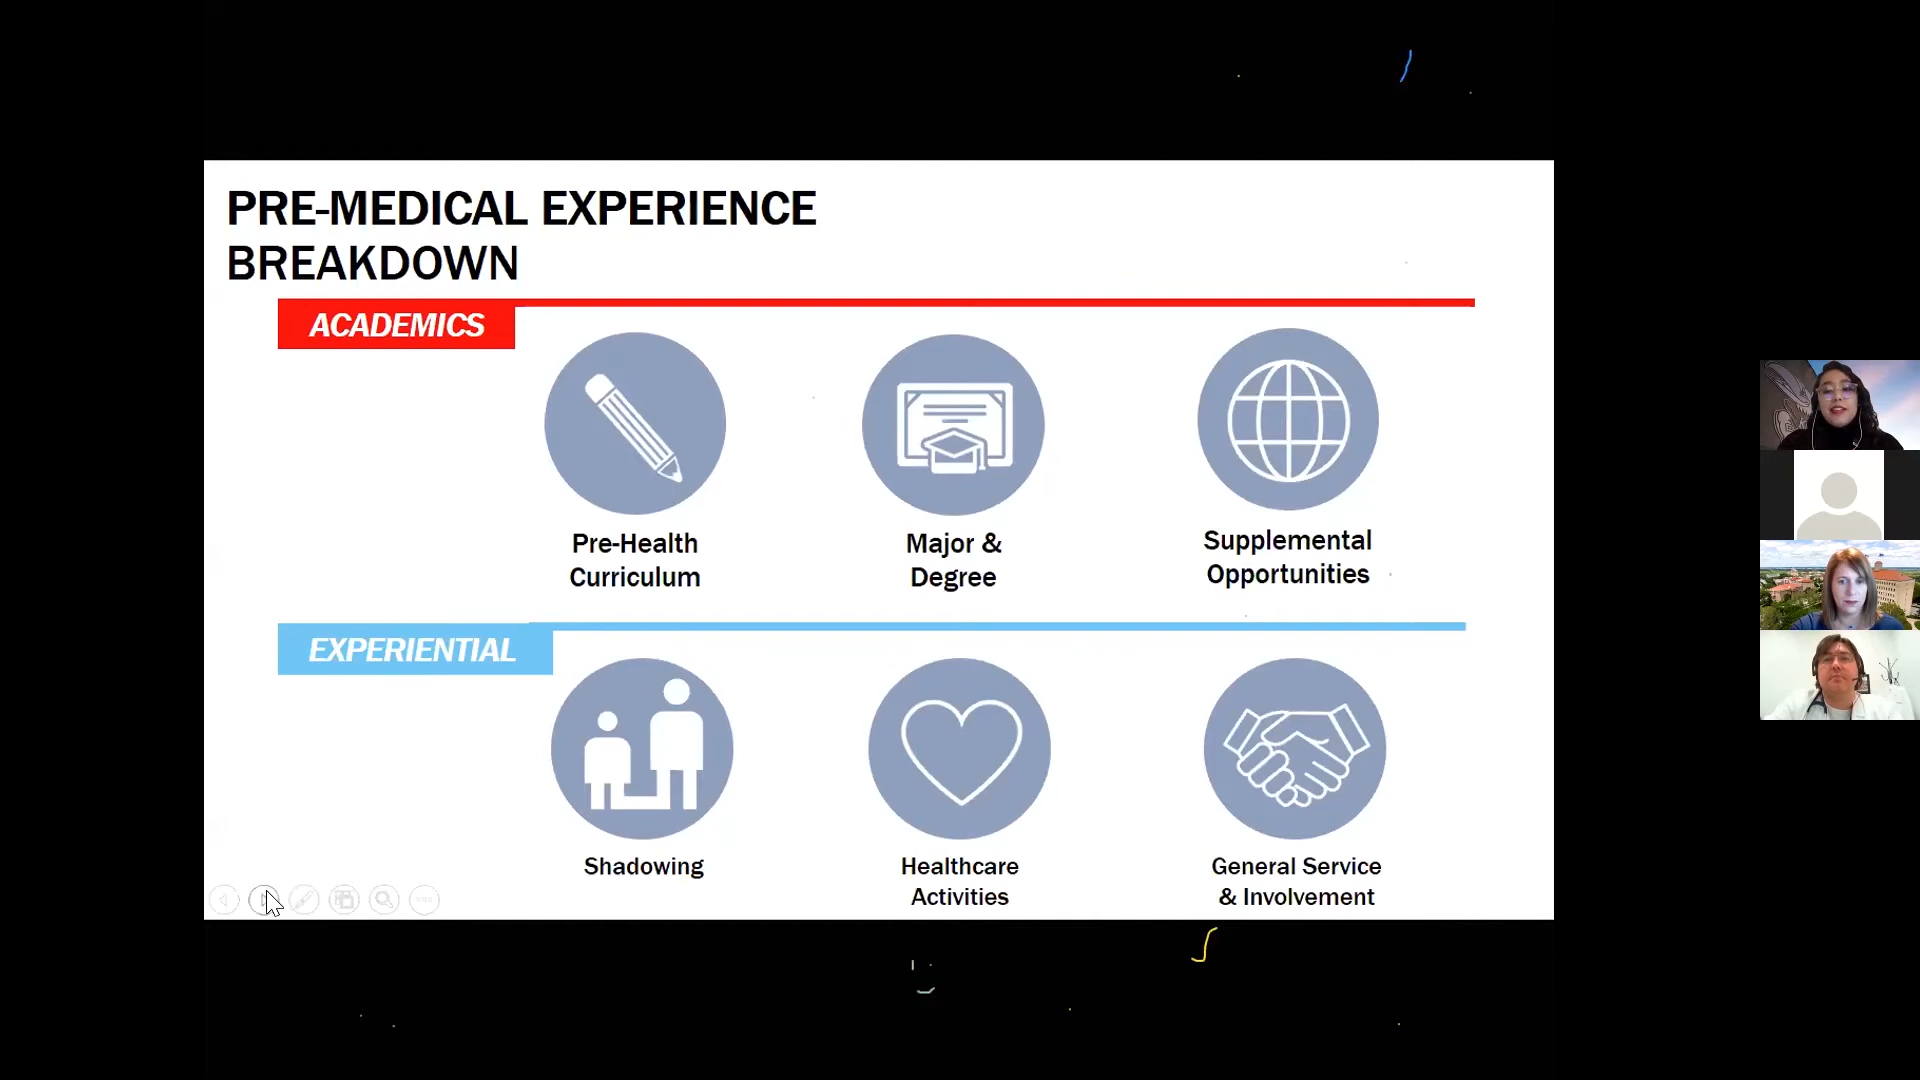 PRE-MEDICAL EXPERIENCE
BREAKDOWN
ACADEMICS
Pre-Health
Curriculum
Major &
Degree
Supplemental
Opportunities
EXPERIENTIAL
Shadowing
Healthcare
Activities
General Service
& Involvement